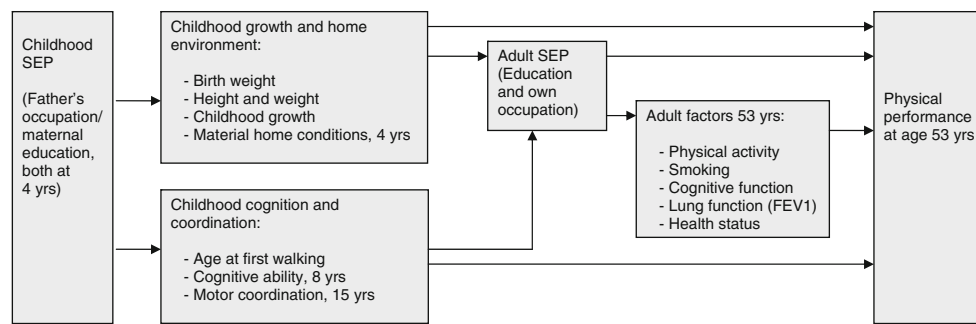 Childhood
SEP
(Father's
occupation/
maternal
education,
both at
4 yrs)
Childhood growth and home
environment:
- Birth weight
- Height and weight
- Childhood growth
- Material home conditions, 4 yrs
Childhood cognition and
coordination:
- Age at first walking
- Cognitive ability, 8 yrs
- Motor coordination, 15 yrs
Adult SEP
(Education
and own
occupation)
Adult factors 53 yrs:
- Physical activity
- Smoking
- Cognitive function
- Lung function (FEV1)
- Health status
Physical
performance
at age 53 yrs